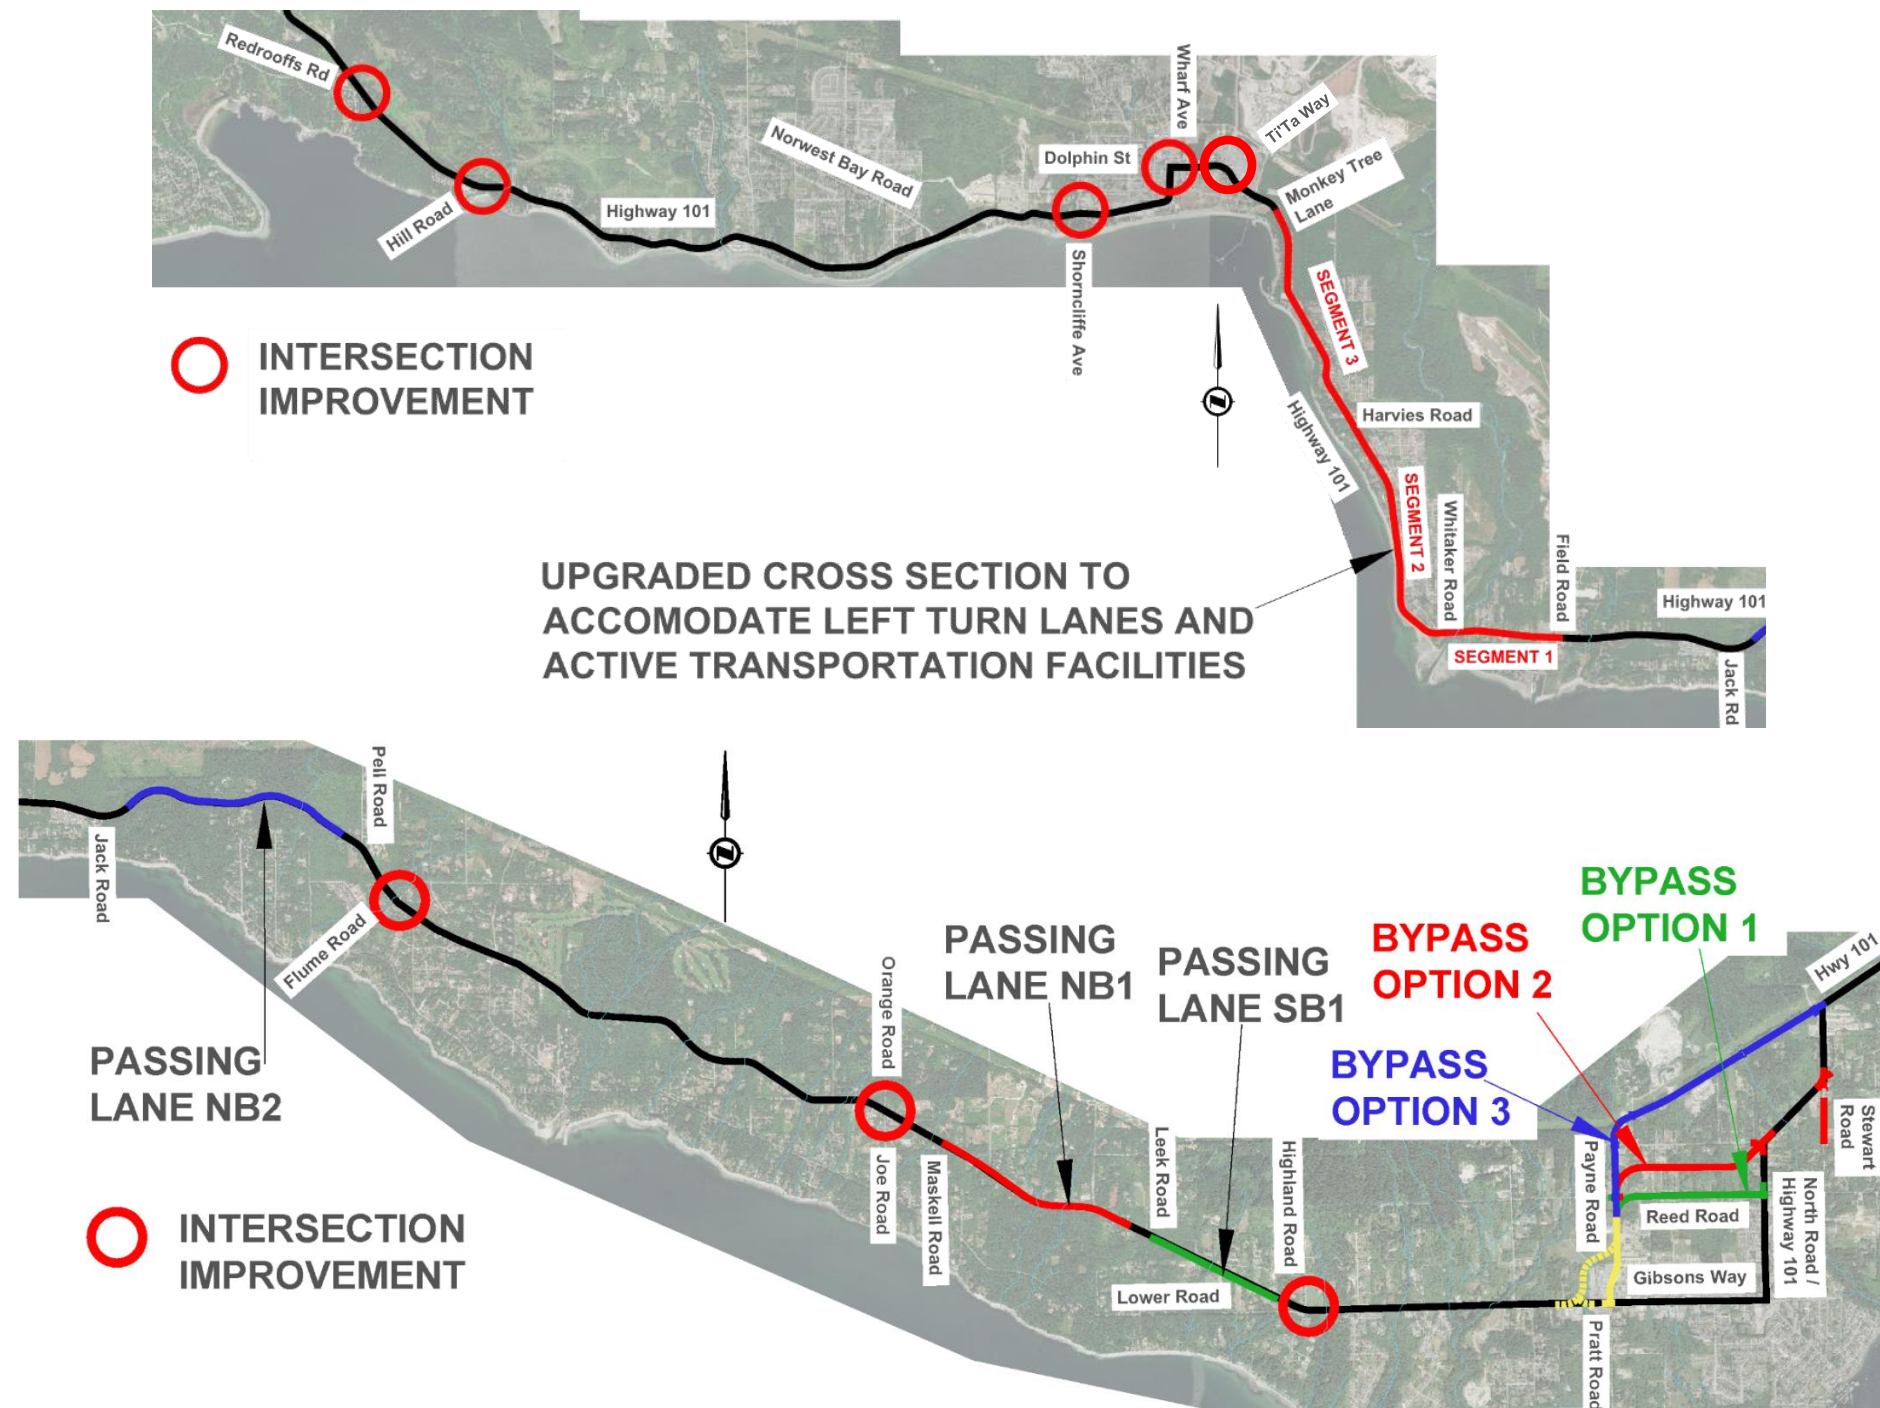 Redrooffs Rd
Hill Road
Highway 101
Norwest Bay Road
Dolphin St
Wharf Ave
Ti'Ta Way
Monkey Tree
Lane
Shorncliffe Ave
INTERSECTION
IMPROVEMENT
SEGMENT 3
Highway 101
Harvies Road
SEGMENT 2
Whitaker Road
Field Road
SEGMENT 1
Highway 101
Jack Rd
UPGRADED CROSS SECTION TO
ACCOMODATE LEFT TURN LANES AND
ACTIVE TRANSPORTATION FACILITIES
Z
Jack Road
Pell Road
Flume Road
PASSING
LANE NB2
Z
Orange Road
Joe Road
Maskell Road
PASSING
LANE NB1
PASSING
LANE SB1
Leek Road
Lower Road
Highland Road
BYPASS
OPTION 3
BYPASS
OPTION 2
BYPASS
OPTION 1
Hwy 101
Payne Road
Reed Road
Gibsons Way
Pratt Road
North Road /
Highway 101
Stewart
Road
INTERSECTION
IMPROVEMENT